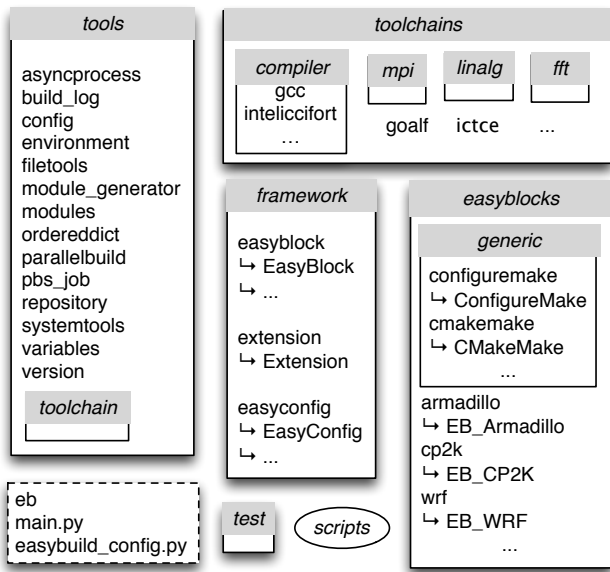 tools
asyncprocess
build_log
config
environment
filetools
module_generator
modules
ordereddict
parallelbuild
pbs_job
repository
systemtools
variables
version
toolchain
toolchains
compiler
gcc
inteliccifort
...
mpi
linalg
fft
goalf
ictce
...
framework
easyblock
↳ EasyBlock
↳ ...
extension
↳ Extension
easyconfig
↳ EasyConfig
↳ ...
easyblocks
generic
configuremake
↳ ConfigureMake
cmakemake
↳ CMakeMake
...
armadillo
↳ EB_Armadillo
cp2k
↳ EB_CP2K
wrf
↳ EB_WRF
...
eb
main.py
easybuild_config.py
test
scripts